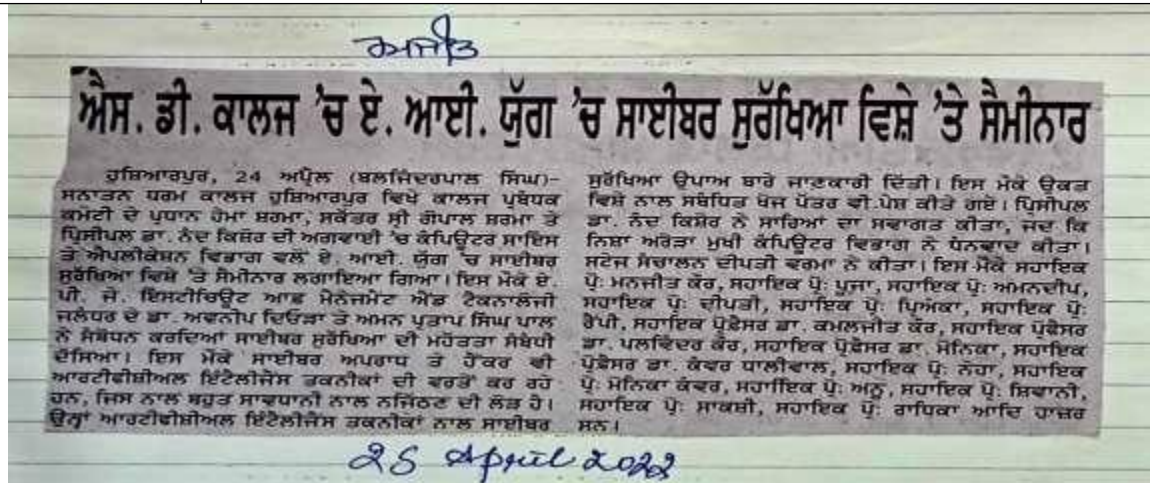 ਅਜੀਤ
ਐਸ. ਡੀ. ਕਾਲਜ 'ਚ ਏ. ਆਈ. ਯੁੱਗ 'ਚ ਸਾਈਬਰ ਸੁਰੱਖਿਆ ਵਿਸ਼ੇ 'ਤੇ ਸੈਮੀਨਾਰ
ਹੁਸ਼ਿਆਰਪੁਰ, 24 ਅਪ੍ਰੈਲ (ਬਲਜਿੰਦਰਪਾਲ ਸਿੰਘ)-
ਸਨਾਤਨ ਧਰਮ ਕਾਲਜ ਹੁਸ਼ਿਆਰਪੁਰ ਵਿਖੇ ਕਾਲਜ ਪ੍ਰਬੰਧਕ
ਕਮੇਟੀ ਦੇ ਪ੍ਰਧਾਨ ਹੇਮਾ ਸ਼ਰਮਾ, ਸਕੱਤਰ ਸ੍ਰੀ ਗੋਪਾਲ ਸ਼ਰਮਾ ਤੇ
ਪ੍ਰਿੰਸੀਪਲ ਡਾ. ਨੰਦ ਕਿਸ਼ੋਰ ਦੀ ਅਗਵਾਈ 'ਚ ਕੰਪਿਊਟਰ ਸਾਇੰਸ
ਤੇ ਐਪਲੀਕੇਸ਼ਨ ਵਿਭਾਗ ਵਲੋਂ ਏ. ਆਈ. ਯੁੱਗ 'ਚ ਸਾਈਬਰ
ਸੁਰੱਖਿਆ ਵਿਸ਼ੇ 'ਤੇ ਸੈਮੀਨਾਰ ਲਗਾਇਆ ਗਿਆ। ਇਸ ਮੌਕੇ ਏ.
ਪੀ. ਜੇ. ਇੰਸਟੀਚਿਊਟ ਆਫ਼ ਮੈਨੇਜਮੈਂਟ ਐਂਡ ਟੈਕਨਾਲੋਜੀ
ਜਲੰਧਰ ਦੇ ਡਾ. ਅਵਨੀਪ ਦਿਓੜਾ ਤੇ ਅਮਨ ਪ੍ਰਤਾਪ ਸਿੰਘ ਪਾਲ
ਨੇ ਸੰਬੋਧਨ ਕਰਦਿਆਂ ਸਾਈਬਰ ਸੁਰੱਖਿਆ ਦੀ ਮਹੱਤਤਾ ਸੰਬੰਧੀ
ਦੱਸਿਆ। ਇਸ ਮੌਕੇ ਸਾਈਬਰ ਅਪਰਾਧ ਤੇ ਹੈਕਰ ਵੀ
ਆਰਟੀਫੀਸ਼ੀਅਲ ਇੰਟੈਲੀਜੈਂਸ ਤਕਨੀਕਾਂ ਦੀ ਵਰਤੋਂ ਕਰ ਰਹੇ
ਹਨ, ਜਿਸ ਨਾਲ ਬਹੁਤ ਸਾਵਧਾਨੀ ਨਾਲ ਨਜਿੱਠਣ ਦੀ ਲੋੜ ਹੈ।
ਉਨ੍ਹਾਂ ਆਰਟੀਫੀਸ਼ੀਅਲ ਇੰਟੈਲੀਜੈਂਸ ਤਕਨੀਕਾਂ ਨਾਲ ਸਾਈਬਰ
ਸੁਰੱਖਿਆ ਉਪਾਅ ਬਾਰੇ ਜਾਣਕਾਰੀ ਦਿੱਤੀ। ਇਸ ਮੌਕੇ ਉਕਤ
ਵਿਸ਼ੇ ਨਾਲ ਸਬੰਧਿਤ ਖੋਜ ਪੱਤਰ ਵੀ ਪੇਸ਼ ਕੀਤੇ ਗਏ। ਪ੍ਰਿੰਸੀਪਲ
ਡਾ. ਨੰਦ ਕਿਸ਼ੋਰ ਨੇ ਸਾਰਿਆਂ ਦਾ ਸਵਾਗਤ ਕੀਤਾ, ਜਦ ਕਿ
ਨਿਸ਼ਾ ਅਰੋੜਾ ਮੁਖੀ ਕੰਪਿਊਟਰ ਵਿਭਾਗ ਨੇ ਧੰਨਵਾਦ ਕੀਤਾ।
ਸਟੇਜ ਸੰਚਾਲਨ ਦੀਪਤੀ ਵਰਮਾ ਨੇ ਕੀਤਾ। ਇਸ ਮੌਕੇ ਸਹਾਇਕ
ਪ੍ਰੋ: ਮਨਜੀਤ ਕੌਰ, ਸਹਾਇਕ ਪ੍ਰੋ: ਪੂਜਾ, ਸਹਾਇਕ ਪ੍ਰੋ: ਅਮਨਦੀਪ,
ਸਹਾਇਕ ਪ੍ਰੋ: ਦੀਪਤੀ, ਸਹਾਇਕ ਪ੍ਰੋ: ਪ੍ਰਿਅੰਕਾ, ਸਹਾਇਕ ਪ੍ਰੋ:
ਸਹਾਇਕ ਪ੍ਰੋਫ਼ੈਸਰ ਡਾ. ਕਮਲਜੀਤ ਕੌਰ, ਸਹਾਇਕ ਪ੍ਰੋਫ਼ੈਸਰ
ਡਾ. ਪਲਵਿੰਦਰ ਕੌਰ, ਸਹਾਇਕ ਪ੍ਰੋਫ਼ੈਸਰ ਡਾ. ਮੋਨਿਕਾ, ਸਹਾਇਕ
ਪ੍ਰੋਫ਼ੈਸਰ ਡਾ. ਕੰਵਰ ਧਾਲੀਵਾਲ, ਸਹਾਇਕ ਪ੍ਰੋ: ਨੇਹਾ, ਸਹਾਇਕ
ਪ੍ਰੋ: ਮੋਨਿਕਾ ਕੰਵਰ, ਸਹਾਇਕ ਪ੍ਰੋ: ਅਨੂ, ਸਹਾਇਕ ਪ੍ਰੋ: ਸ਼ਿਵਾਨੀ,
ਸਹਾਇਕ ਪ੍ਰੋ: ਸਾਕਸ਼ੀ, ਸਹਾਇਕ ਪ੍ਰੋ: ਰਾਧਿਕਾ ਆਦਿ ਹਾਜ਼ਰ
ਸਨ।
25 April 2022